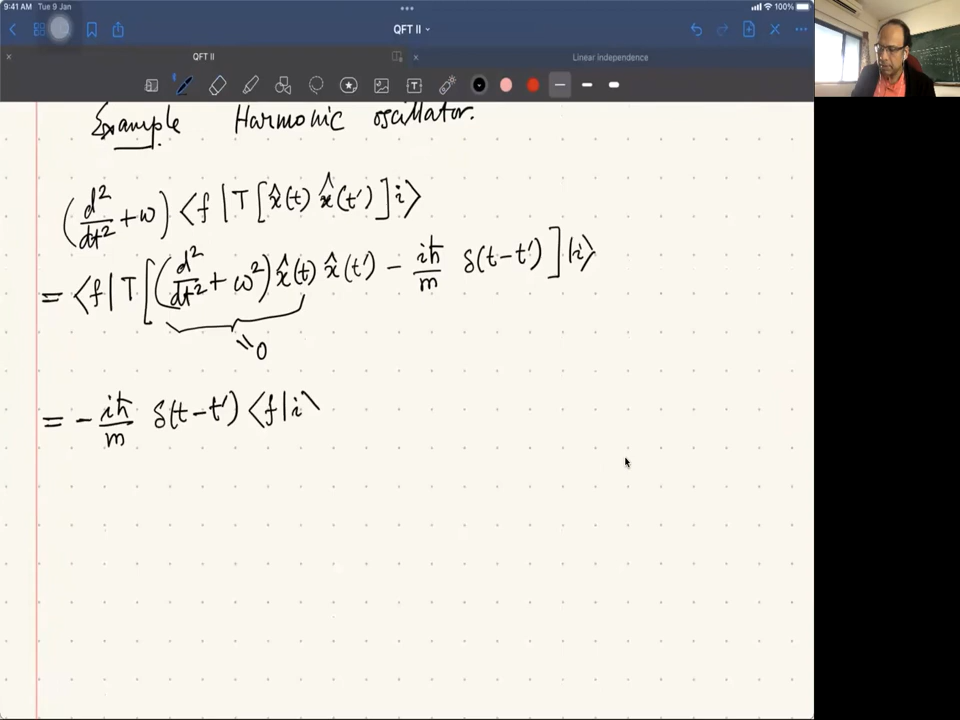 9:41 AM Tue 9 Jan
100%
QFT II
QFT II
Linear independence
Example Harmonic oscillator.
(d²/dt² + ω) ⟨f|T[x̂(t) x̂(t′)]i⟩
= ⟨f|T[(d²/dt² + ω²)x̂(t) x̂(t′) − iħ/m δ(t−t′)]|i⟩
=0
= − iħ/m δ(t−t′)⟨f|i⟩